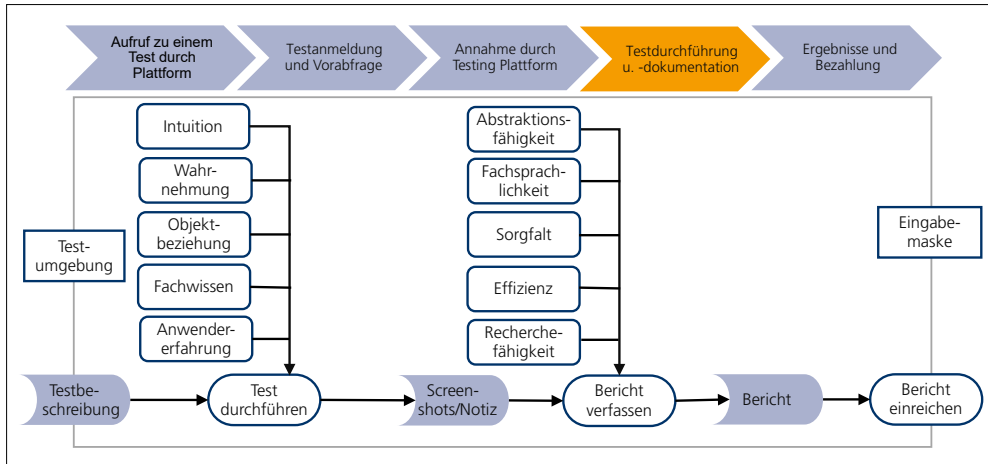 Aufruf zu einem
Test durch
Plattform
Testanmeldung
und Vorabfrage
Annahme durch
Testing Plattform
Testdurchführung
u. -dokumentation
Ergebnisse und
Bezahlung
Intuition
Wahr-
nehmung
Objekt-
beziehung
Fachwissen
Anwender-
erfahrung
Abstraktions-
fähigkeit
Fachsprach-
lichkeit
Sorgfalt
Effizienz
Recherche-
fähigkeit
Test-
umgebung
Eingabe-
maske
Testbe-
schreibung
Test
durchführen
Screen-
shots/Notiz
Bericht
verfassen
Bericht
Bericht
einreichen